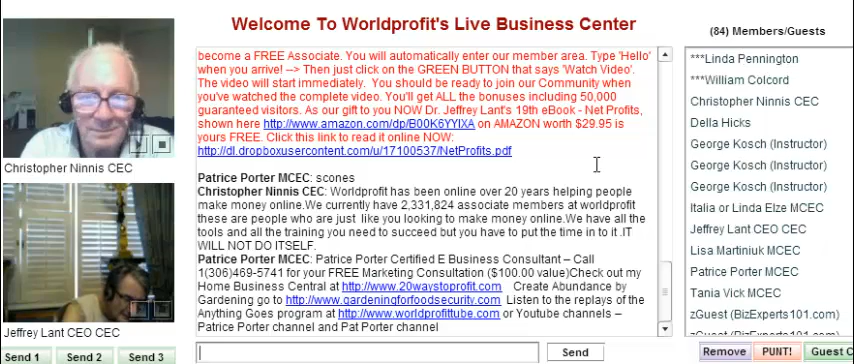 Welcome To Worldprofit's Live Business Center
(84) Members/Guests
become a FREE Associate. You will automatically enter our member area. Type 'Hello'
when you arrive! --> Then just click on the GREEN BUTTON that says 'Watch Video'.
The video will start immediately. You should be ready to join our Community when
you've watched the complete video. You'll get ALL the bonuses including 50,000
guaranteed visitors. As our gift to you NOW Dr. Jeffrey Lant's 19th eBook - Net Profits,
shown here http://www.amazon.com/dp/B00K6YYIXA on AMAZON worth $29.95 is
yours FREE. Click this link to read it online NOW:
http://dl.dropboxusercontent.com/u/17100537/NetProfits.pdf
Patrice Porter MCEC: scones
Christopher Ninnis CEC: Worldprofit has been online over 20 years helping people
make money online.We currently have 2,331,824 associate members at worldprofit
these are people who are just like you looking to make money online.We have all the
tools and all the training you need to succeed but you have to put the time in to it .IT
WILL NOT DO ITSELF.
Patrice Porter MCEC: Patrice Porter Certified E Business Consultant – Call
1(306)469-5741 for your FREE Marketing Consultation ($100.00 value)Check out my
Home Business Central at http://www.20waystoprofit.com Create Abundance by
Gardening go to http://www.gardeningforfoodsecurity.com Listen to the replays of the
Anything Goes program at http://www.worldprofittube.com or Youtube channels –
Patrice Porter channel and Pat Porter channel
Christopher Ninnis CEC
Jeffrey Lant CEO CEC
Send 1 Send 2 Send 3
Send
***Linda Pennington
***William Colcord
Christopher Ninnis CEC
Della Hicks
George Kosch (Instructor)
George Kosch (Instructor)
George Kosch (Instructor)
Italia or Linda Elze MCEC
Jeffrey Lant CEO CEC
Lisa Martiniuk MCEC
Patrice Porter MCEC
Tania Vick MCEC
zGuest (BizExperts101.com)
zGuest (BizExperts101.com)
Remove PUNT! Guest C